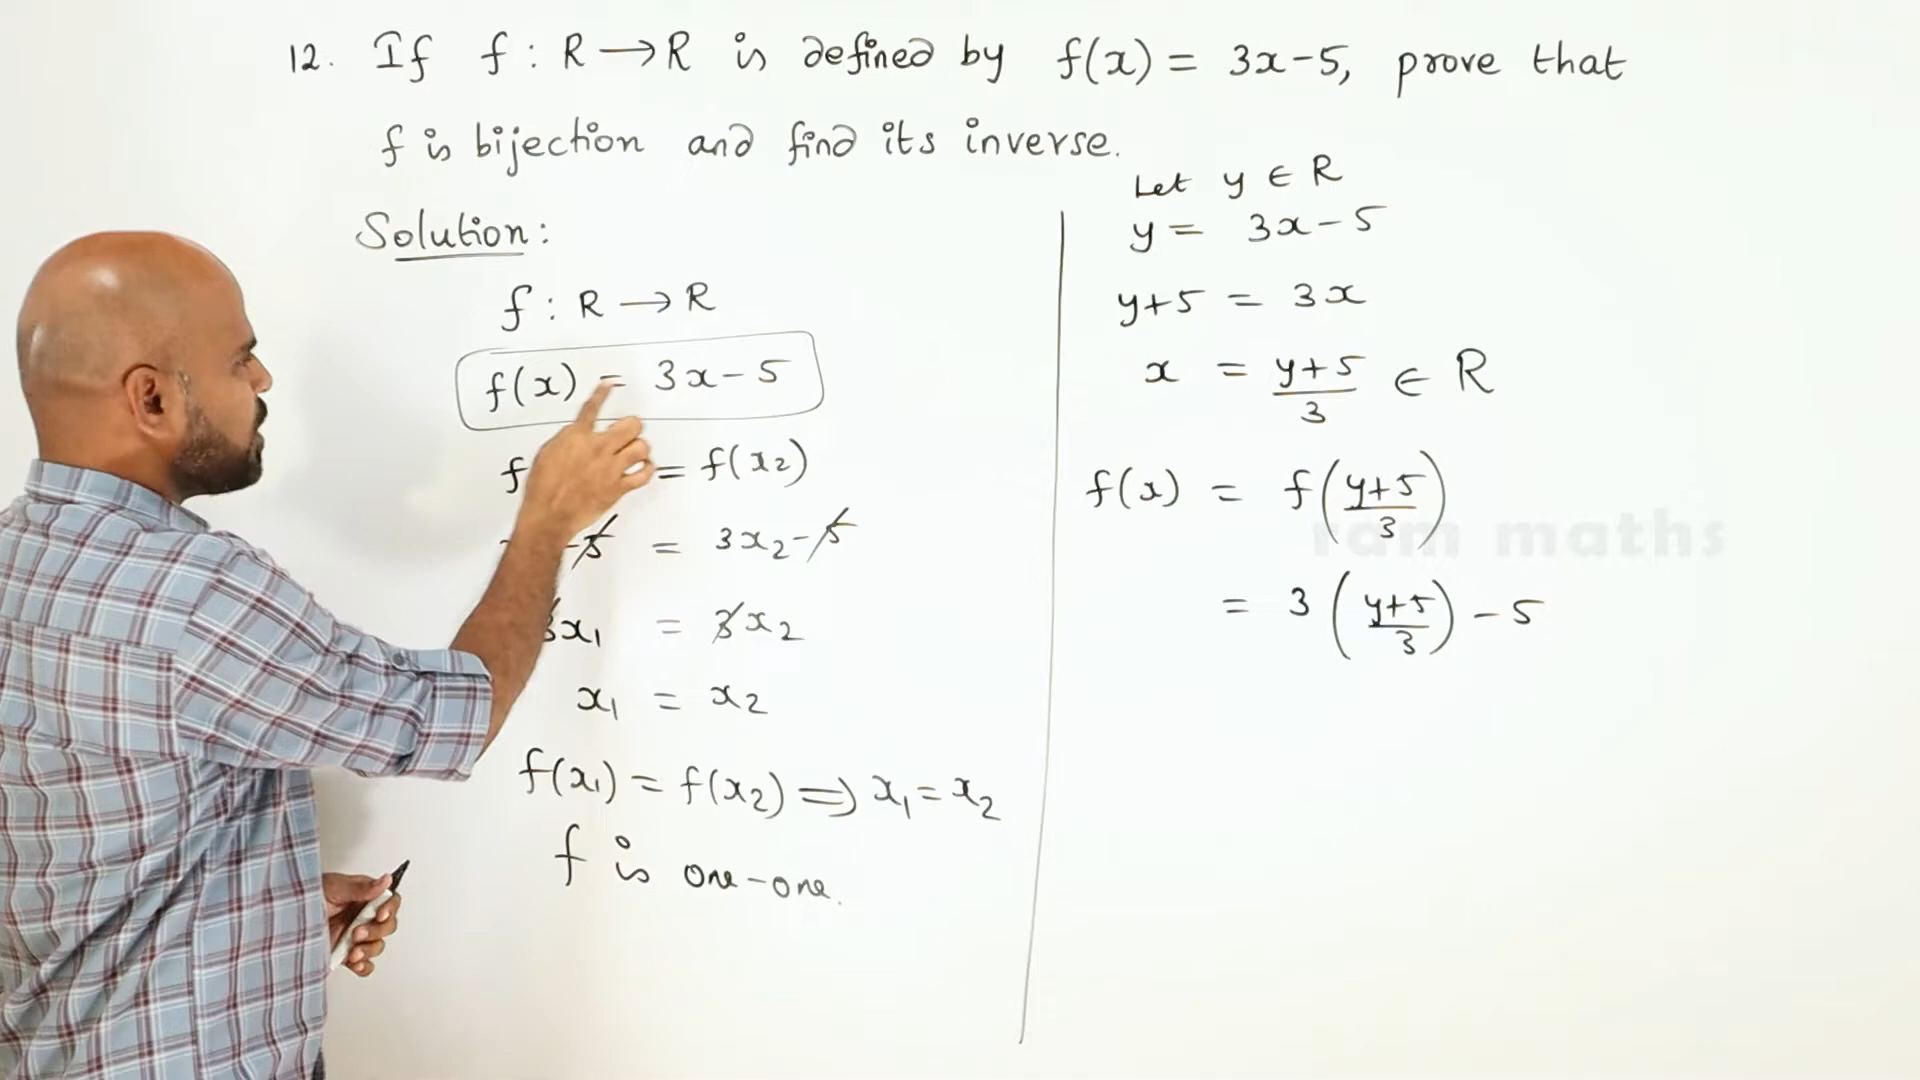 12. If f : R → R is defined by f(x) = 3x-5, prove that
f is bijection and find its inverse.
Solution:
f : R → R
f(x) = 3x-5
f = f(x₂)
-5 = 3x₂-5
3x₁ = 3x₂
x₁ = x₂
f(x₁) = f(x₂) ⟹ x₁ = x₂
f is one-one.
Let y ∈ R
y = 3x-5
y+5 = 3x
x = (y+5)/3 ∈ R
f(x) = f((y+5)/3)
= 3((y+5)/3) - 5
ram maths